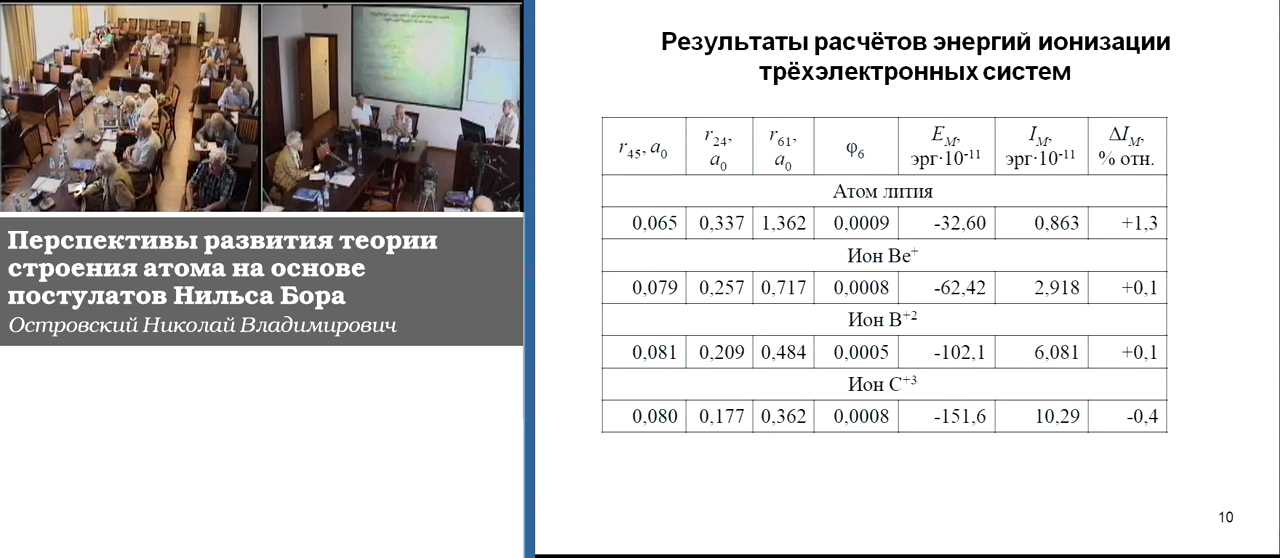 Перспективы развития теории
строения атома на основе
постулатов Нильса Бора
Островский Николай Владимирович
Результаты расчётов энергий ионизации
трёхэлектронных систем
r45, a0 r24, a0 r61, a0 φ6 EM, эрг·10-11 IM, эрг·10-11 ΔIM, % отн.
Атом лития
0,065 0,337 1,362 0,0009 -32,60 0,863 +1,3
Ион Be+
0,079 0,257 0,717 0,0008 -62,42 2,918 +0,1
Ион B+2
0,081 0,209 0,484 0,0005 -102,1 6,081 +0,1
Ион C+3
0,080 0,177 0,362 0,0008 -151,6 10,29 -0,4
10